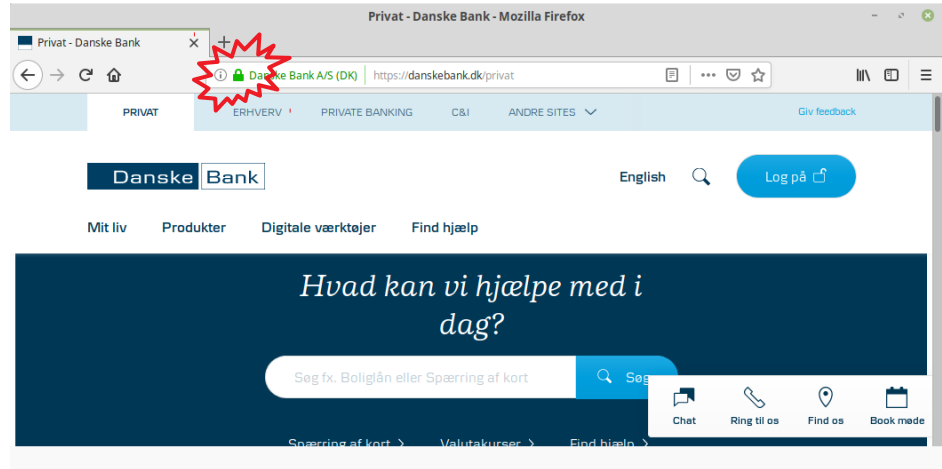 Privat - Danske Bank - Mozilla Firefox
Privat - Danske Bank
Danske Bank A/S (DK) https://danskebank.dk/privat
PRIVAT ERHVERV PRIVATE BANKING C&I ANDRE SITES Giv feedback
Danske Bank English Log på
Mit liv Produkter Digitale værktøjer Find hjælp
Hvad kan vi hjælpe med i
dag?
Søg fx. Boliglån eller Spærring af kort Søg
Chat Ring til os Find os Book møde
Spærring af kort Valutakurser Find hjælp